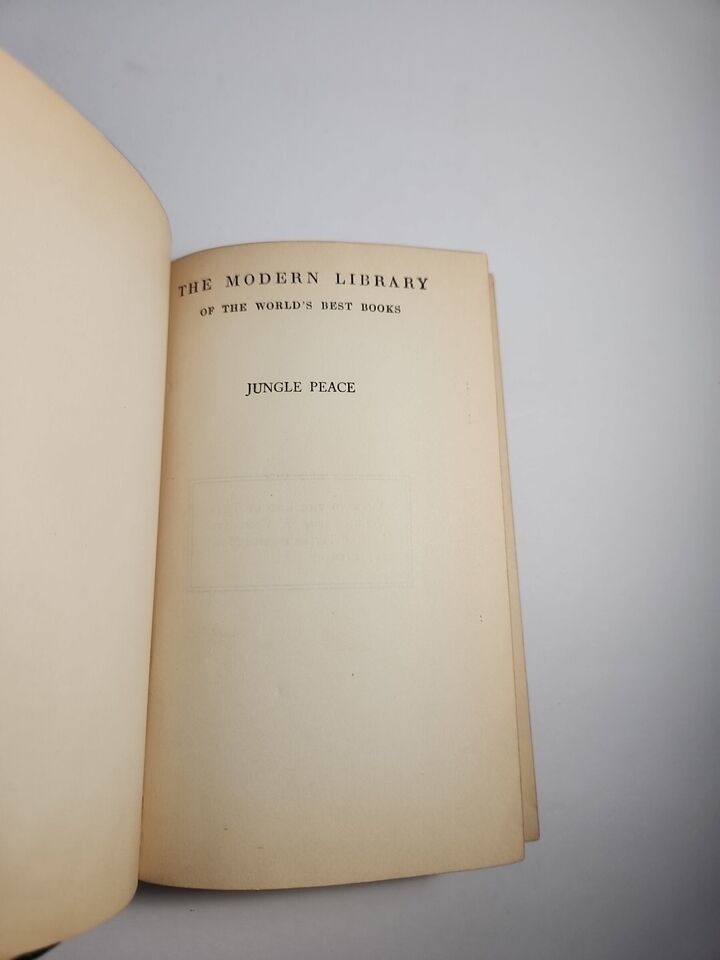 THE MODERN LIBRARY
OF THE WORLD'S BEST BOOKS
JUNGLE PEACE